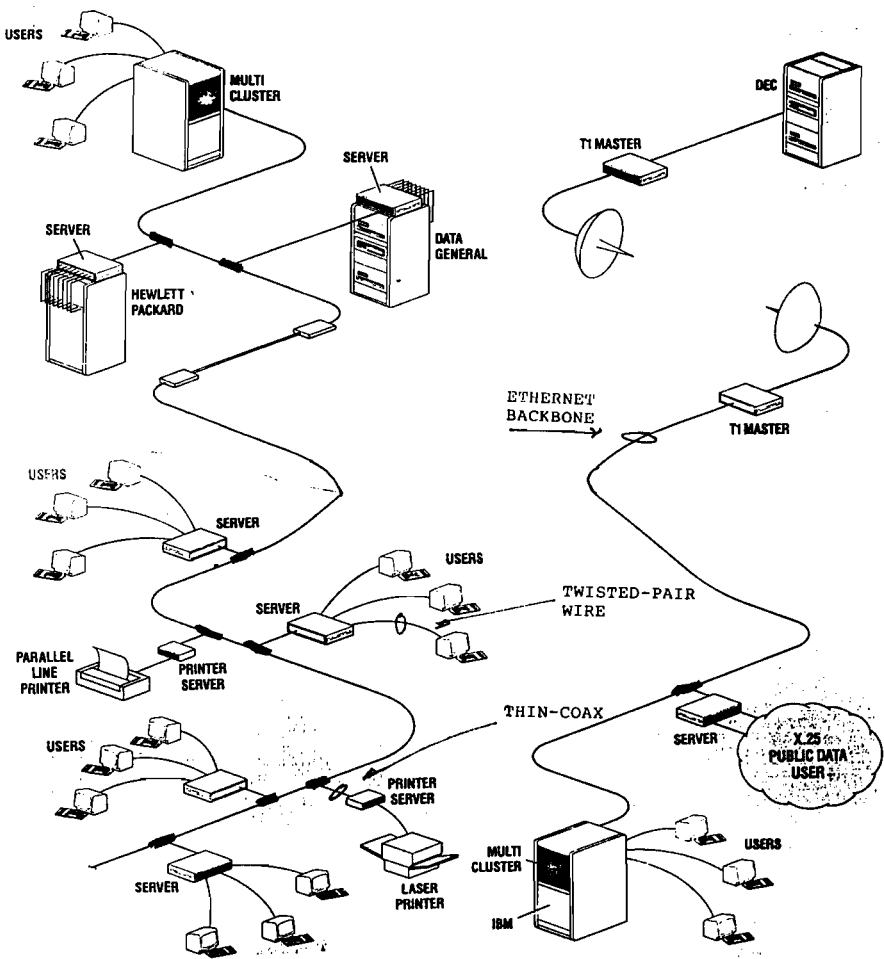 USERS
MULTI
CLUSTER
DEC
T1 MASTER
SERVER
SERVER
DATA
GENERAL
HEWLETT
PACKARD
ETHERNET
BACKBONE
T1 MASTER
USERS
SERVER
USERS
SERVER
TWISTED-PAIR
WIRE
PARALLEL
LINE
PRINTER
PRINTER
SERVER
THIN-COAX
SERVER
X.25
PUBLIC DATA
USER
USERS
PRINTER
SERVER
MULTI
CLUSTER
USERS
SERVER
LASER
PRINTER
IBM